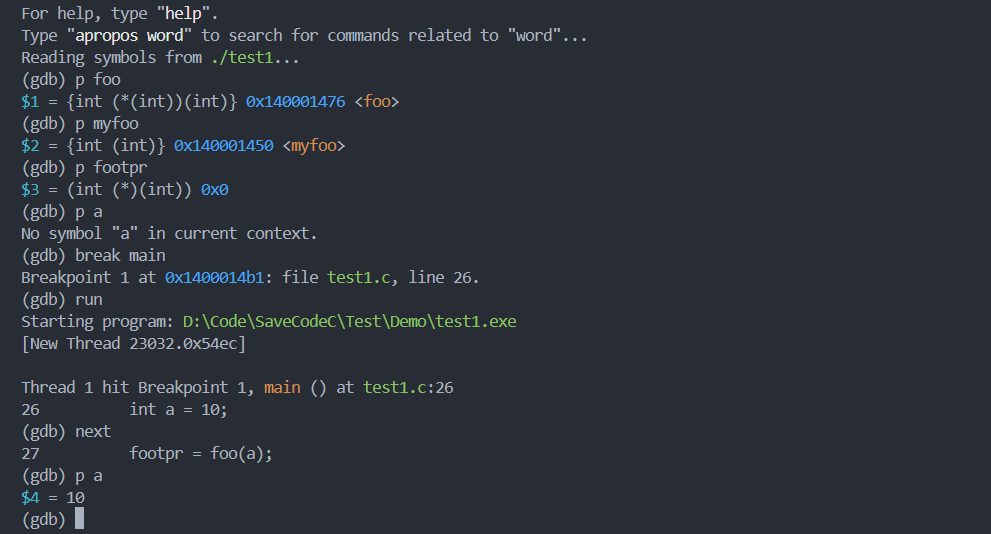 For help, type "help".
Type "apropos word" to search for commands related to "word"...
Reading symbols from ./test1...
(gdb) p foo
$1 = {int (*(int))(int)} 0x140001476 <foo>
(gdb) p myfoo
$2 = {int (int)} 0x140001450 <myfoo>
(gdb) p footpr
$3 = (int (*)(int)) 0x0
(gdb) p a
No symbol "a" in current context.
(gdb) break main
Breakpoint 1 at 0x1400014b1: file test1.c, line 26.
(gdb) run
Starting program: D:\Code\SaveCodeC\Test\Demo\test1.exe
[New Thread 23032.0x54ec]

Thread 1 hit Breakpoint 1, main () at test1.c:26
26          int a = 10;
(gdb) next
27          footpr = foo(a);
(gdb) p a
$4 = 10
(gdb)